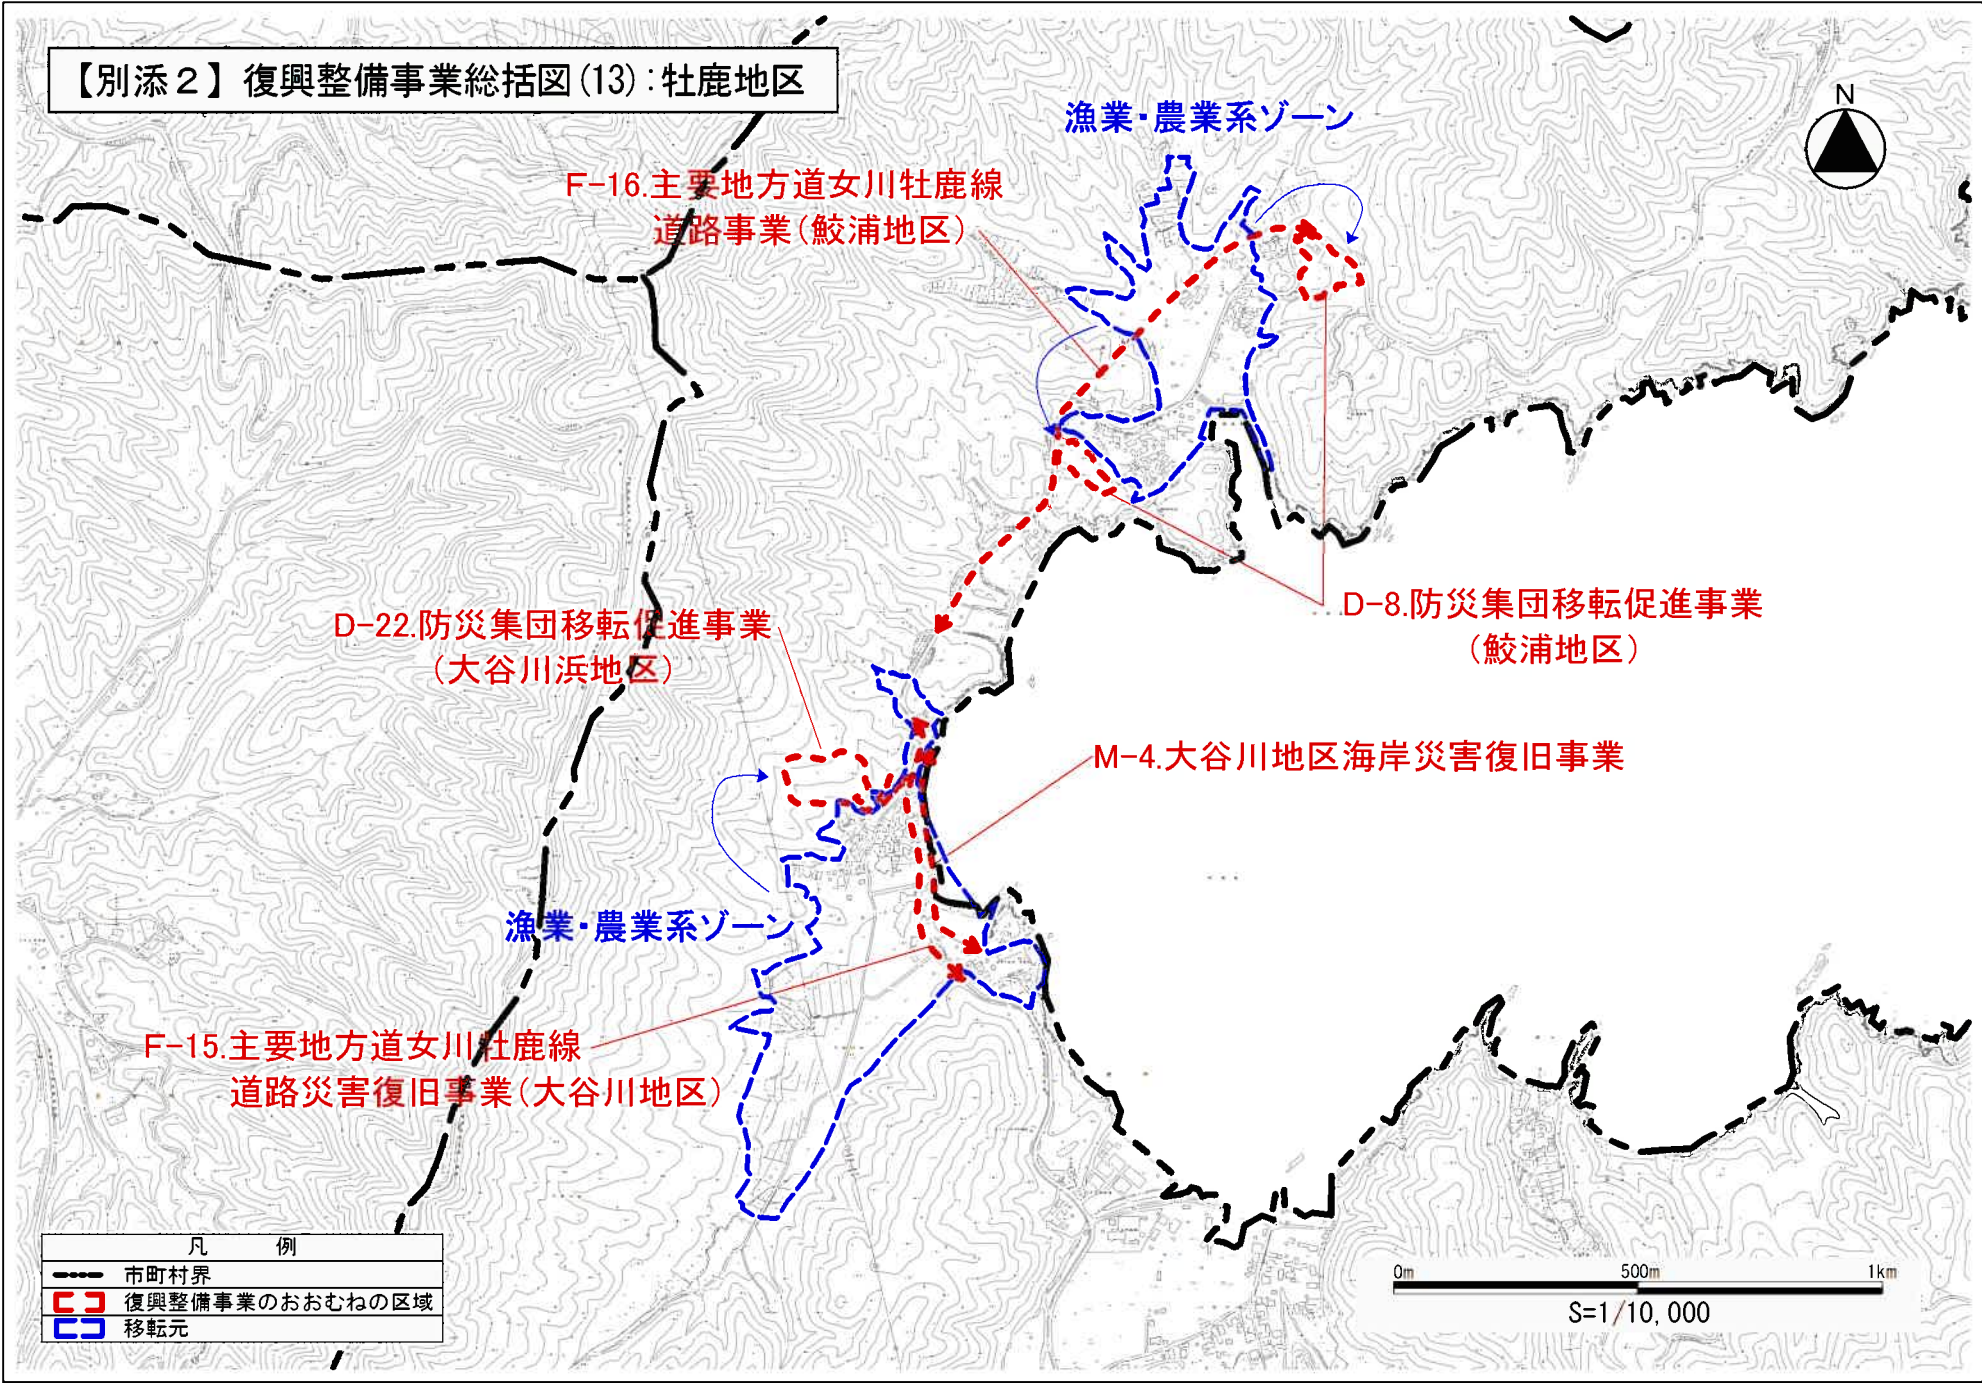 【別添２】復興整備事業総括図(13):牡鹿地区
N
漁業・農業系ゾーン
F-16.主要地方道女川牡鹿線
道路事業(鮫浦地区)
D-8.防災集団移転促進事業
(鮫浦地区)
D-22.防災集団移転促進事業
(大谷川浜地区)
M-4.大谷川地区海岸災害復旧事業
漁業・農業系ゾーン
F-15.主要地方道女川牡鹿線
道路災害復旧事業(大谷川地区)
凡　例
市町村界
復興整備事業のおおむねの区域
移転元
0m 500m 1km
S=1/10,000